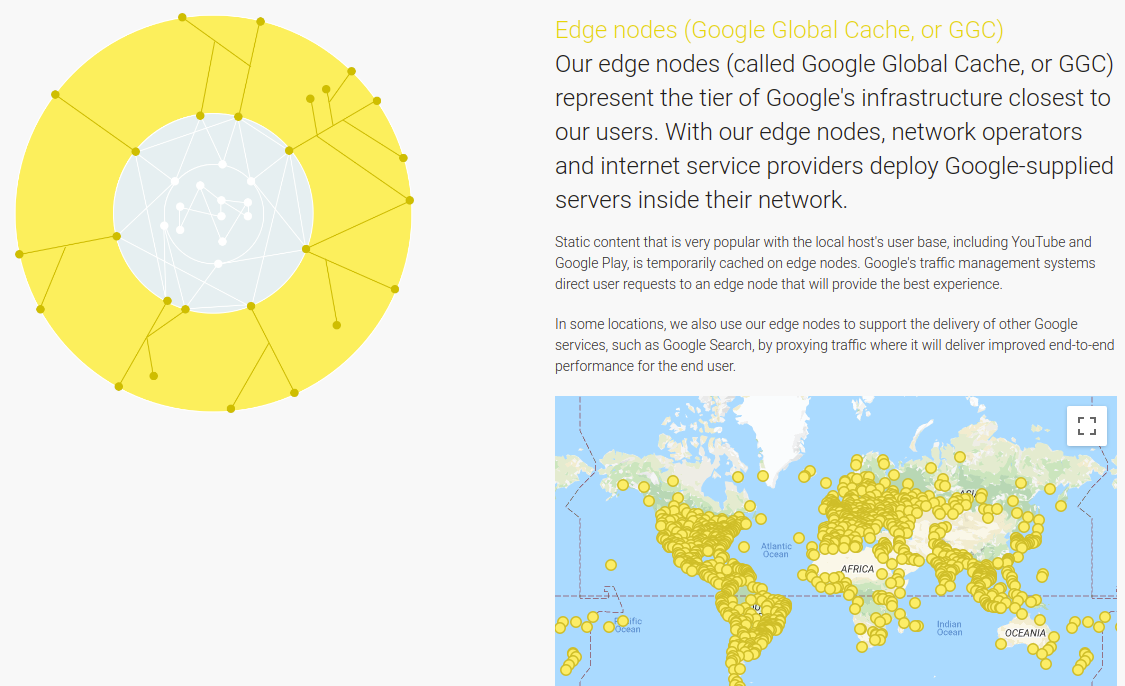 Edge nodes (Google Global Cache, or GGC)
Our edge nodes (called Google Global Cache, or GGC)
represent the tier of Google's infrastructure closest to
our users. With our edge nodes, network operators
and internet service providers deploy Google-supplied
servers inside their network.
Static content that is very popular with the local host's user base, including YouTube and
Google Play, is temporarily cached on edge nodes. Google's traffic management systems
direct user requests to an edge node that will provide the best experience.
In some locations, we also use our edge nodes to support the delivery of other Google
services, such as Google Search, by proxying traffic where it will deliver improved end-to-end
performance for the end user.
Atlantic
Ocean
AFRICA
Ocean
Indian
Ocean
OCEANIA